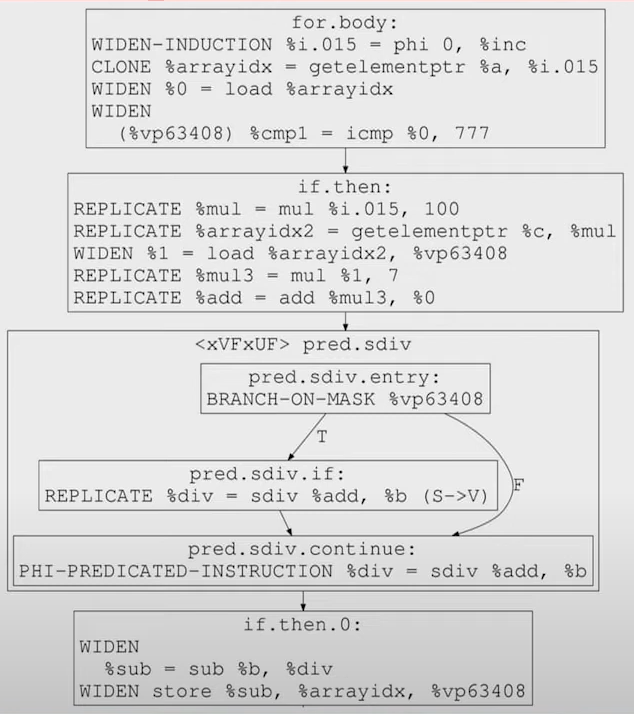 for.body:
WIDEN-INDUCTION %i.015 = phi 0, %inc
CLONE %arrayidx = getelementptr %a, %i.015
WIDEN %0 = load %arrayidx
WIDEN
(%vp63408) %cmp1 = icmp %0, 777
if.then:
REPLICATE %mul = mul %i.015, 100
REPLICATE %arrayidx2 = getelementptr %c, %mul
WIDEN %1 = load %arrayidx2, %vp63408
REPLICATE %mul3 = mul %1, 7
REPLICATE %add = add %mul3, %0
<xVFxUF> pred.sdiv
pred.sdiv.entry:
BRANCH-ON-MASK %vp63408
T
pred.sdiv.if:
REPLICATE %div = sdiv %add, %b (S->V)
F
pred.sdiv.continue:
PHI-PREDICATED-INSTRUCTION %div = sdiv %add, %b
if.then.0:
WIDEN
%sub = sub %b, %div
WIDEN store %sub, %arrayidx, %vp63408